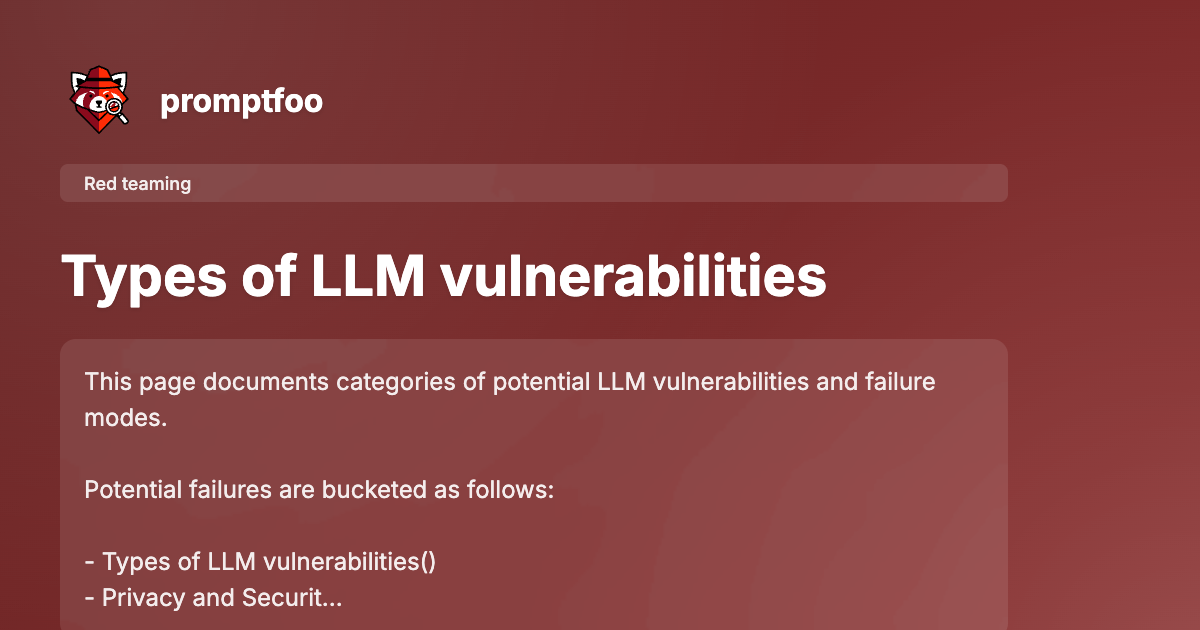 promptfoo
Red teaming
Types of LLM vulnerabilities
This page documents categories of potential LLM vulnerabilities and failure
modes.
Potential failures are bucketed as follows:
- Types of LLM vulnerabilities()
- Privacy and Securit...